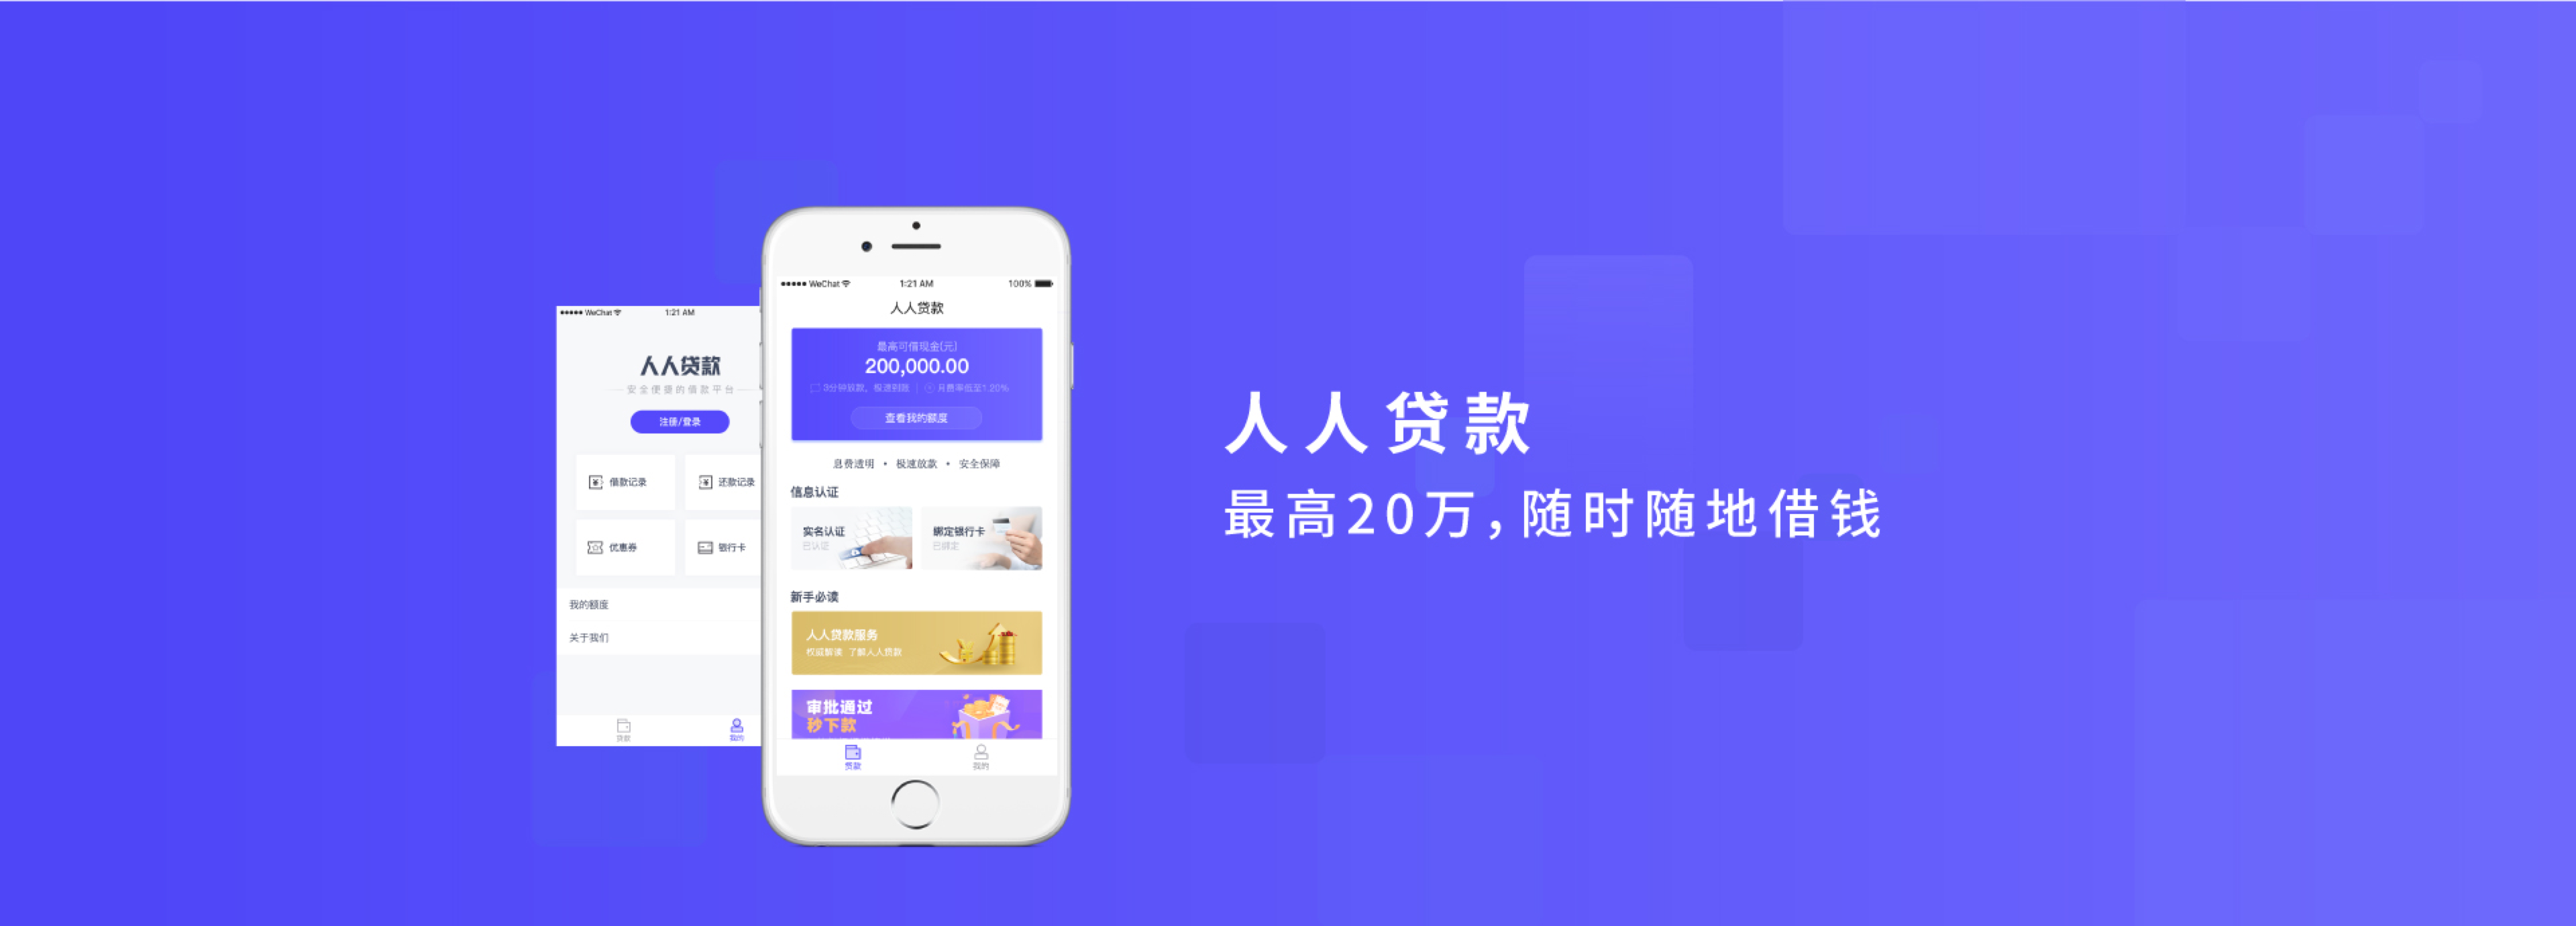 WeChat 1:21 AM
人人贷款
安全便捷的借款平台
注册/登录
借款记录
还款记录
优惠券
银行卡
我的额度
关于我们
贷款
我的
WeChat 1:21 AM 100%
人人贷款
最高可借现金(元)
200,000.00
3分钟放款，极速到账 | 月费率低至1.20%
查看我的额度
息费透明 • 极速放款 • 安全保障
信息认证
实名认证
已认证
绑定银行卡
已绑定
新手必读
人人贷款服务
权威解读 了解人人贷款
审批通过
秒下款
贷款
我的
人人贷款
最高20万,随时随地借钱